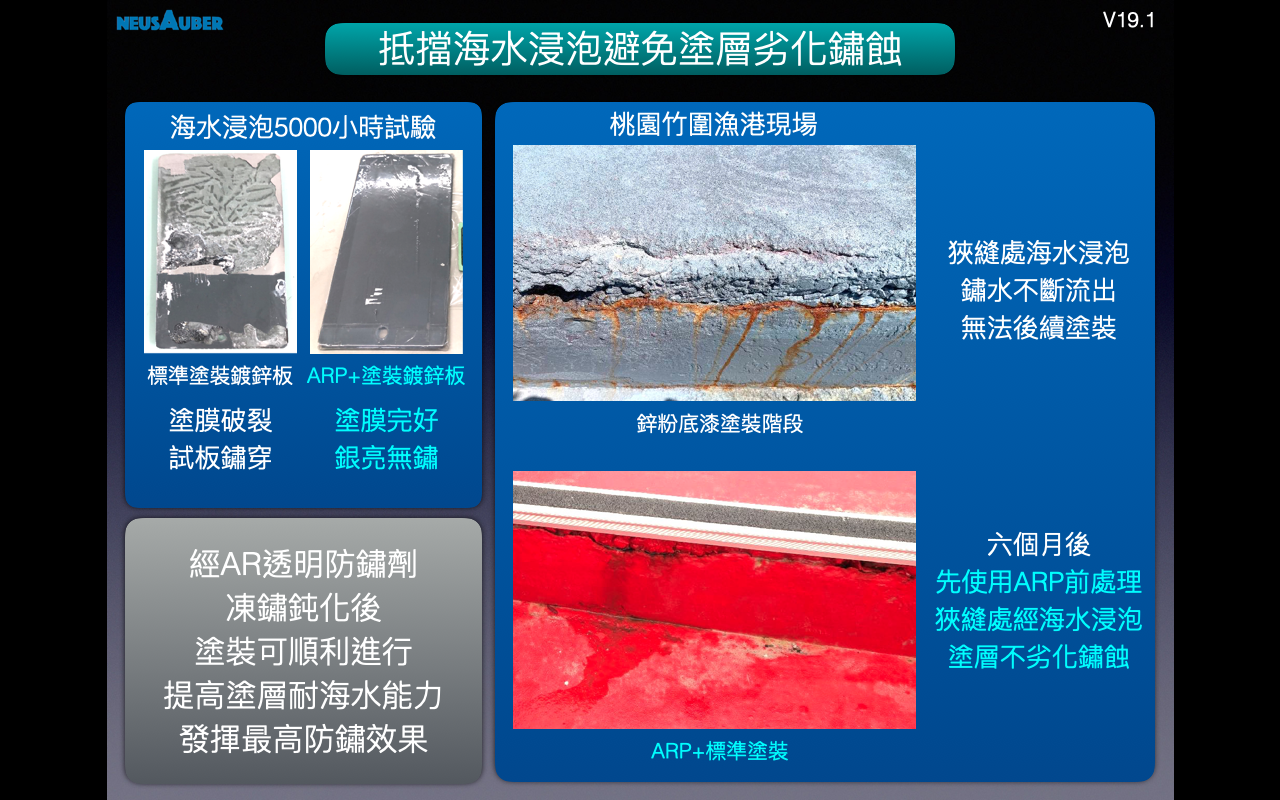 NEUSAUBER
V19.1
抵擋海水浸泡避免塗層劣化鏽蝕
海水浸泡5000小時試驗
標準塗裝鍍鋅板
ARP+塗裝鍍鋅板
塗膜破裂
試板鏽穿
塗膜完好
銀亮無鏽
經AR透明防鏽劑
凍鏽鈍化後
塗裝可順利進行
提高塗層耐海水能力
發揮最高防鏽效果
桃園竹圍漁港現場
狹縫處海水浸泡
鏽水不斷流出
無法後續塗裝
鋅粉底漆塗裝階段
六個月後
先使用ARP前處理
狹縫處經海水浸泡
塗層不劣化鏽蝕
ARP+標準塗裝